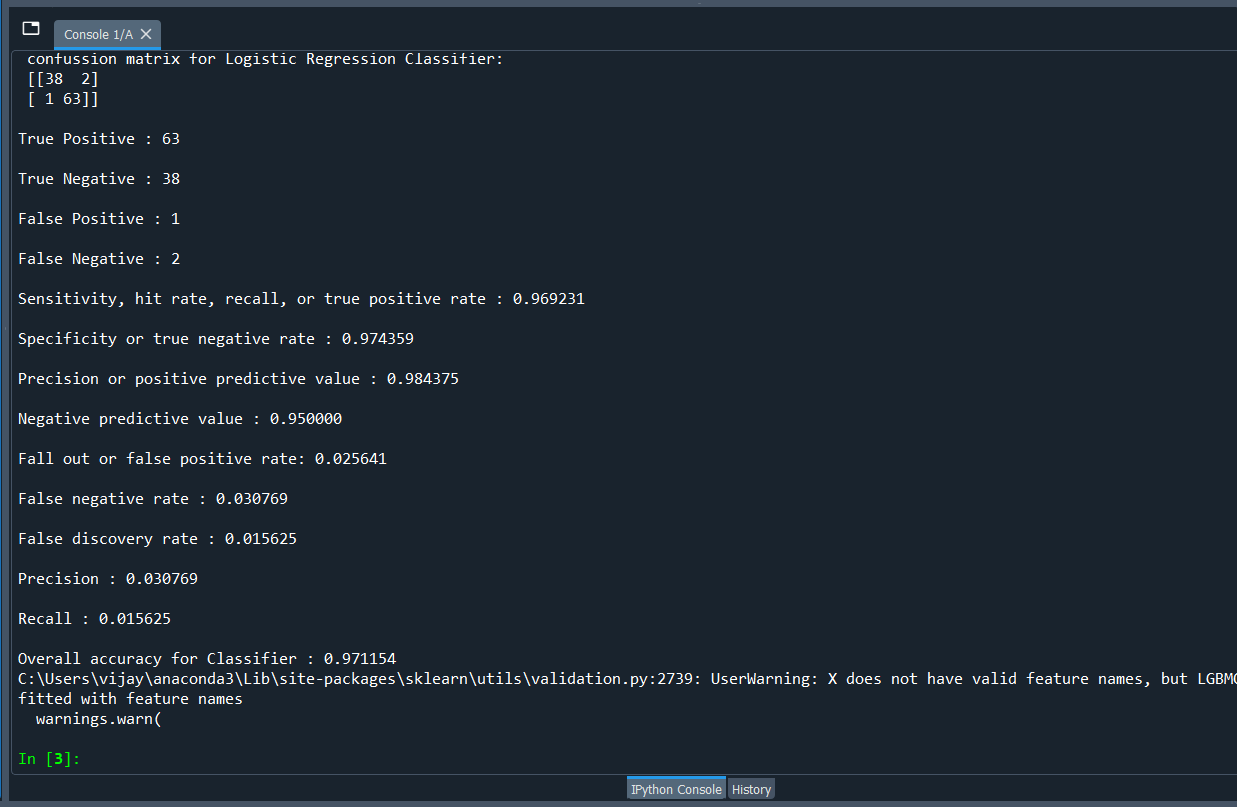 Console 1/A
confussion matrix for Logistic Regression Classifier:
[[38  2]
[ 1 63]]
True Positive : 63
True Negative : 38
False Positive : 1
False Negative : 2
Sensitivity, hit rate, recall, or true positive rate : 0.969231
Specificity or true negative rate : 0.974359
Precision or positive predictive value : 0.984375
Negative predictive value : 0.950000
Fall out or false positive rate: 0.025641
False negative rate : 0.030769
False discovery rate : 0.015625
Precision : 0.030769
Recall : 0.015625
Overall accuracy for Classifier : 0.971154
C:\Users\vijay\anaconda3\Lib\site-packages\sklearn\utils\validation.py:2739: UserWarning: X does not have valid feature names, but
fitted with feature names
warnings.warn(
In [3]:
IPython Console History